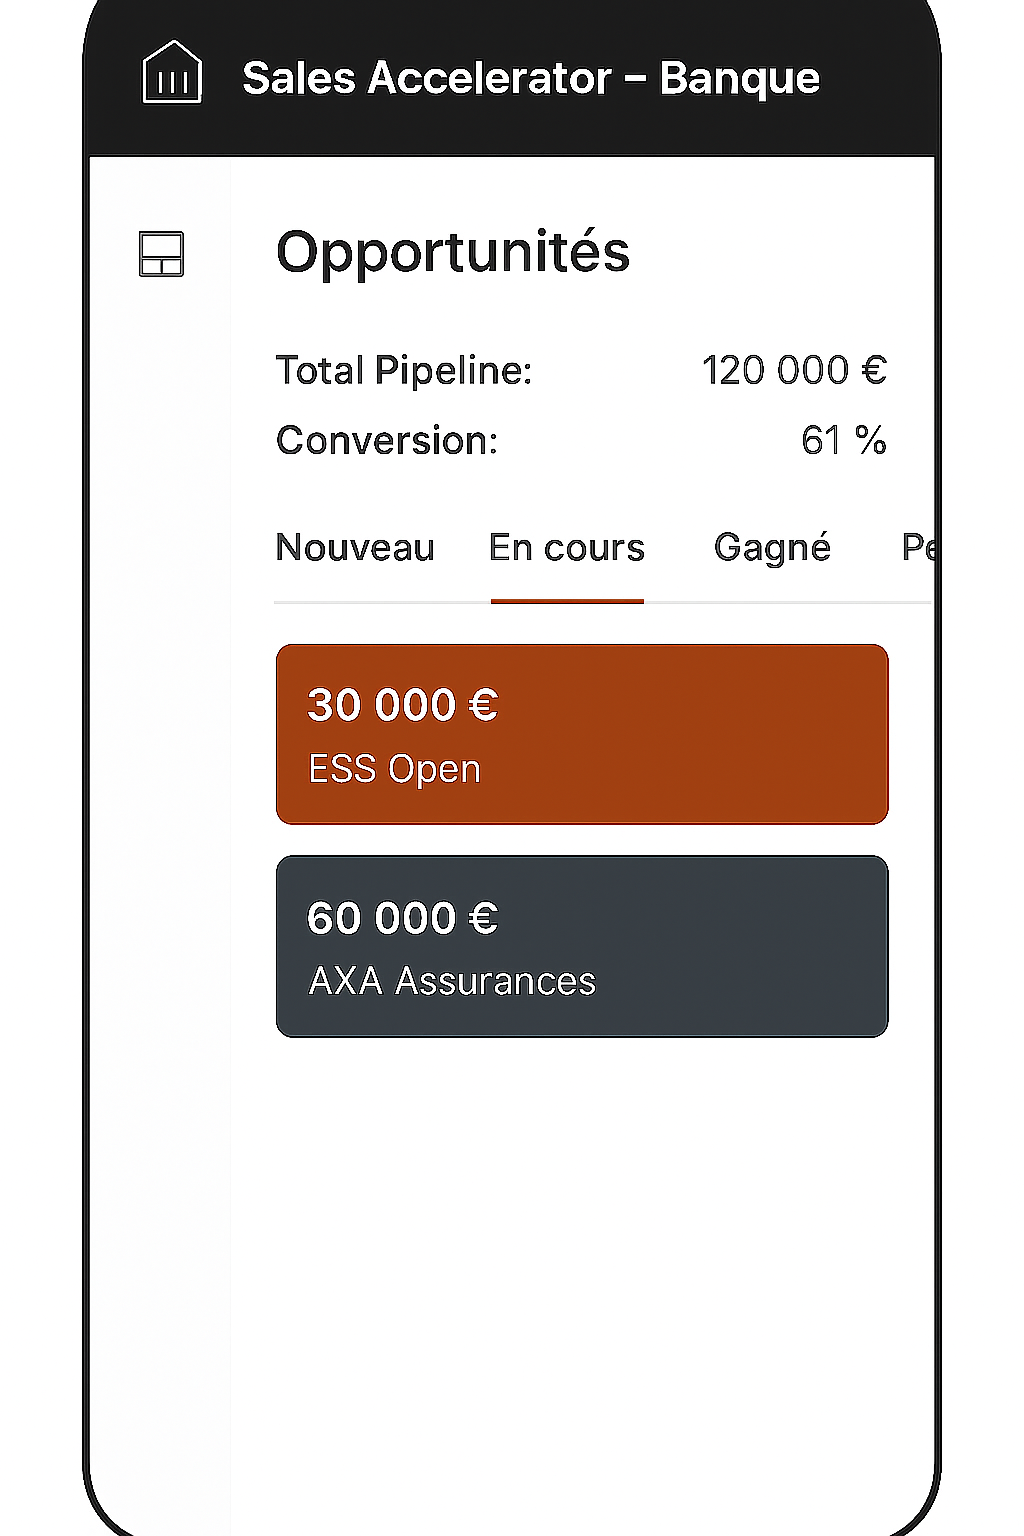 Sales Accelerator – Banque
Opportunités
Total Pipeline: 120 000 €
Conversion: 61 %
Nouveau En cours Gagné
30 000 €
ESS Open
60 000 €
AXA Assurances